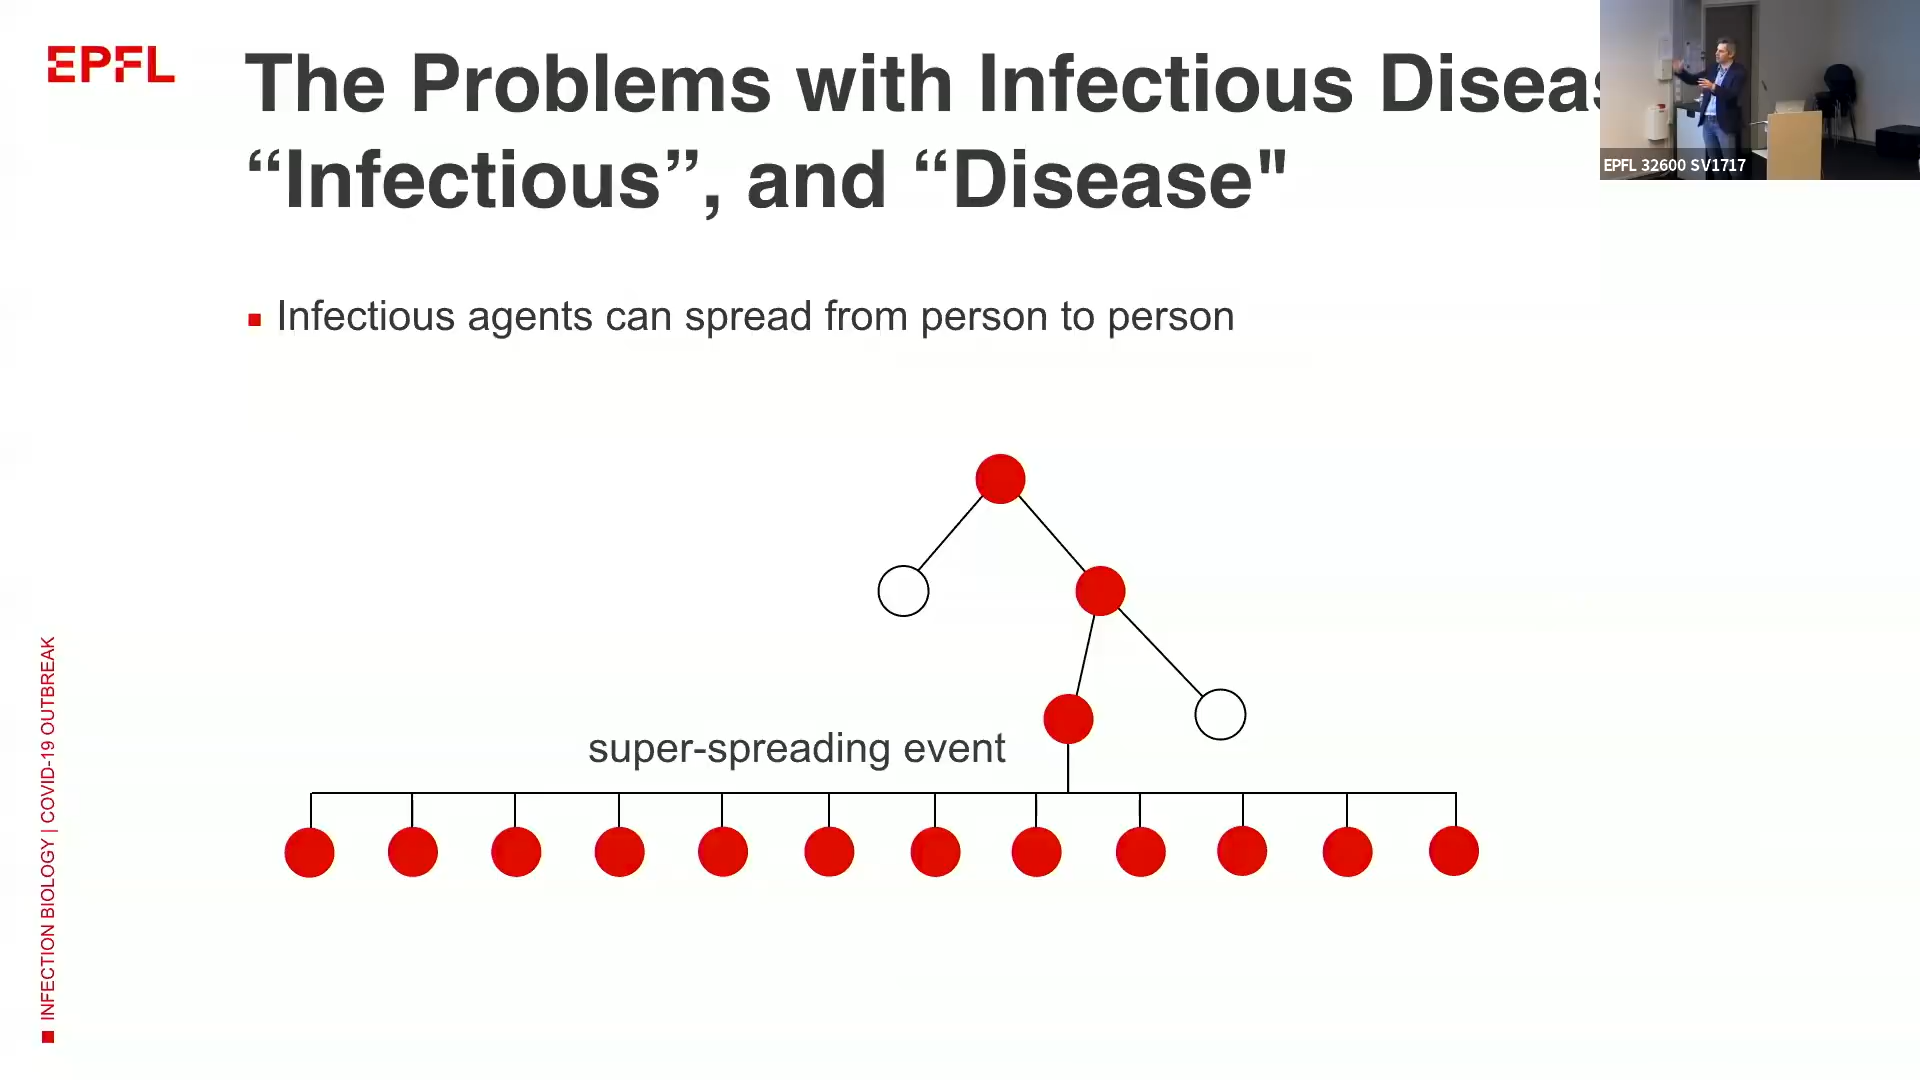 EPFL
The Problems with Infectious Diseas
“Infectious”, and “Disease"
EPFL 32600 SV1717
Infectious agents can spread from person to person
super-spreading event
INFECTION BIOLOGY | COVID-19 OUTBREAK